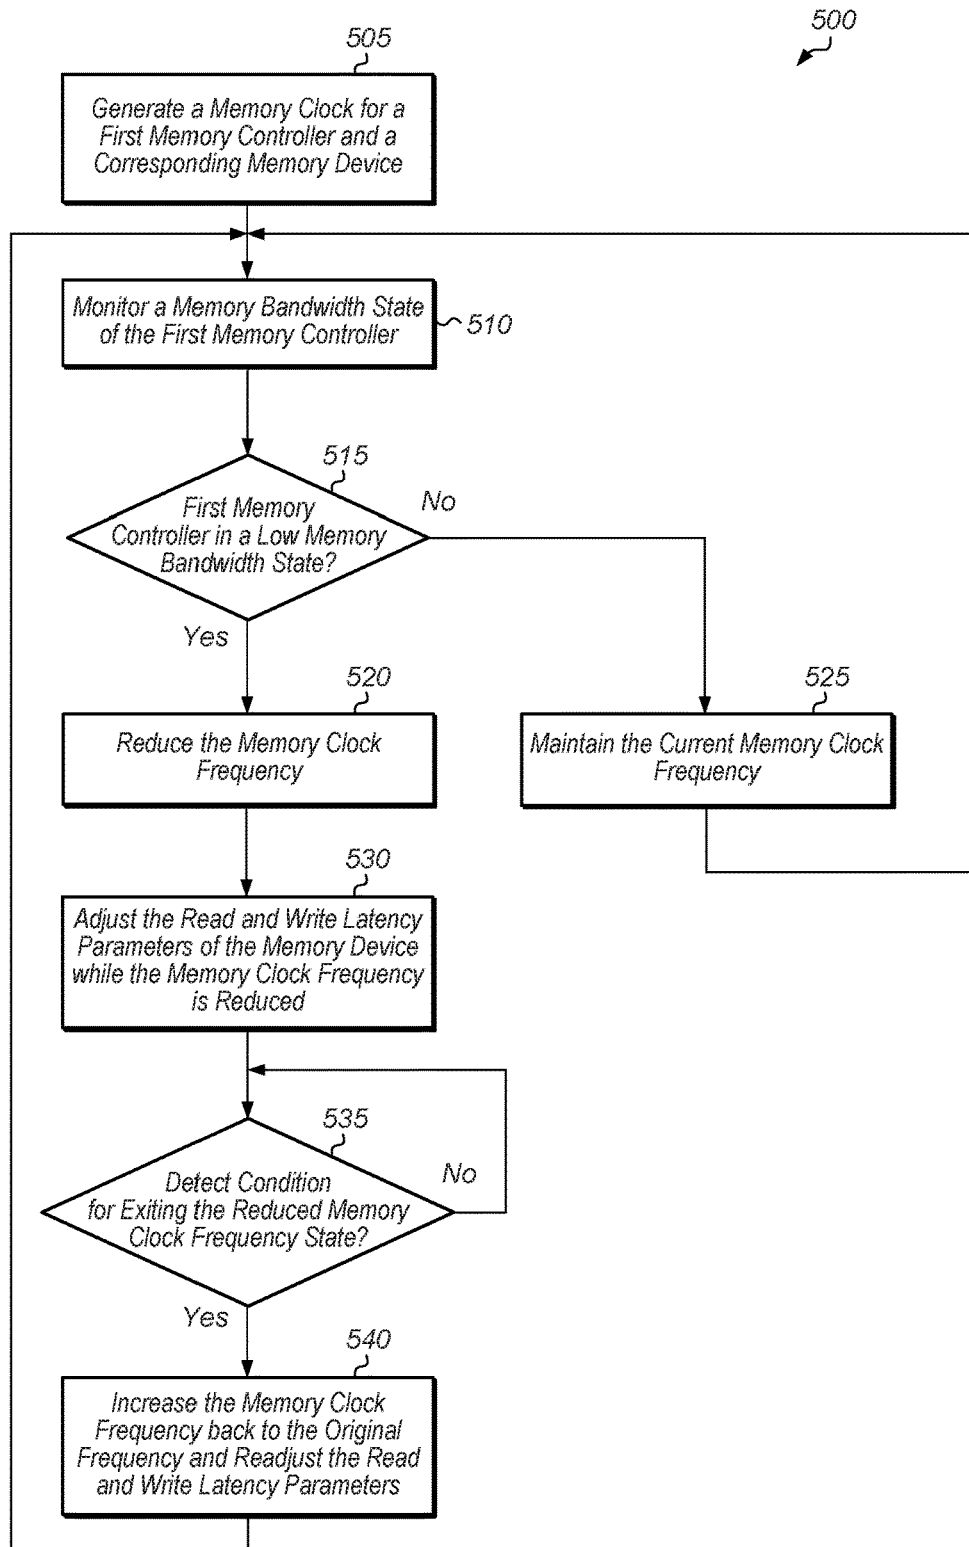 500
505
Generate a Memory Clock for a
First Memory Controller and a
Corresponding Memory Device
Monitor a Memory Bandwidth State
of the First Memory Controller
510
515
First Memory
Controller in a Low Memory
Bandwidth State?
No
Yes
520
Reduce the Memory Clock
Frequency
525
Maintain the Current Memory Clock
Frequency
530
Adjust the Read and Write Latency
Parameters of the Memory Device
while the Memory Clock Frequency
is Reduced
535
Detect Condition
for Exiting the Reduced Memory
Clock Frequency State?
No
Yes
540
Increase the Memory Clock
Frequency back to the Original
Frequency and Readjust the Read
and Write Latency Parameters